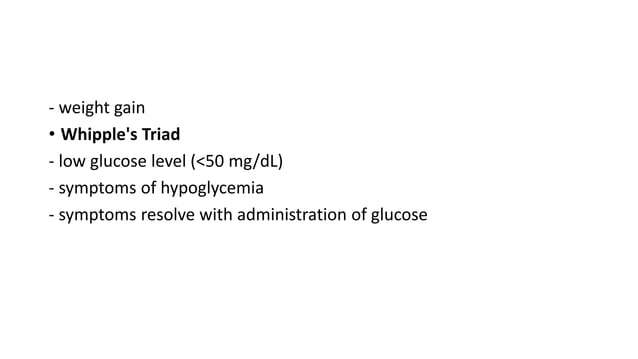 - weight gain
• Whipple's Triad
- low glucose level (<50 mg/dL)
- symptoms of hypoglycemia
- symptoms resolve with administration of glucose